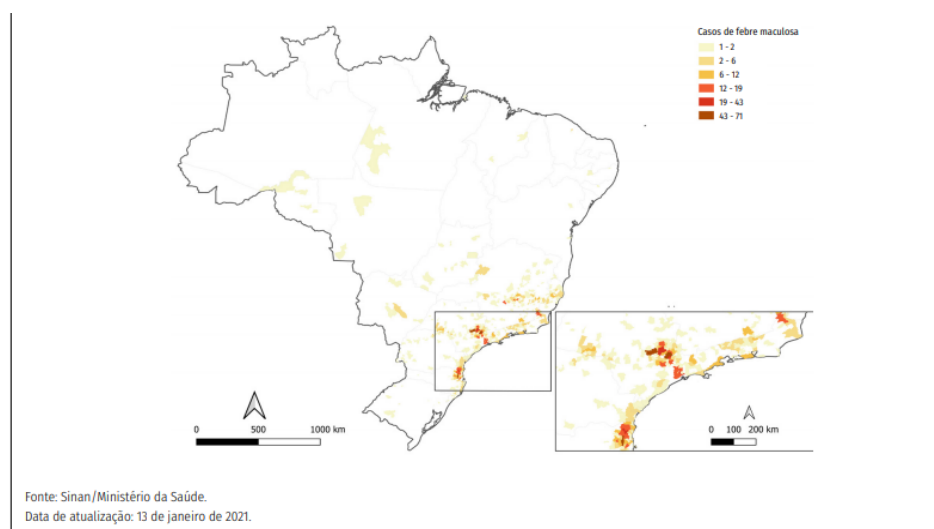 Casos de febre maculosa
1 - 2
2 - 6
6 - 12
12 - 19
19 - 43
43 - 71
0 500 1000 km
0 100 200 km
Fonte: Sinan/Ministério da Saúde.
Data de atualização: 13 de janeiro de 2021.